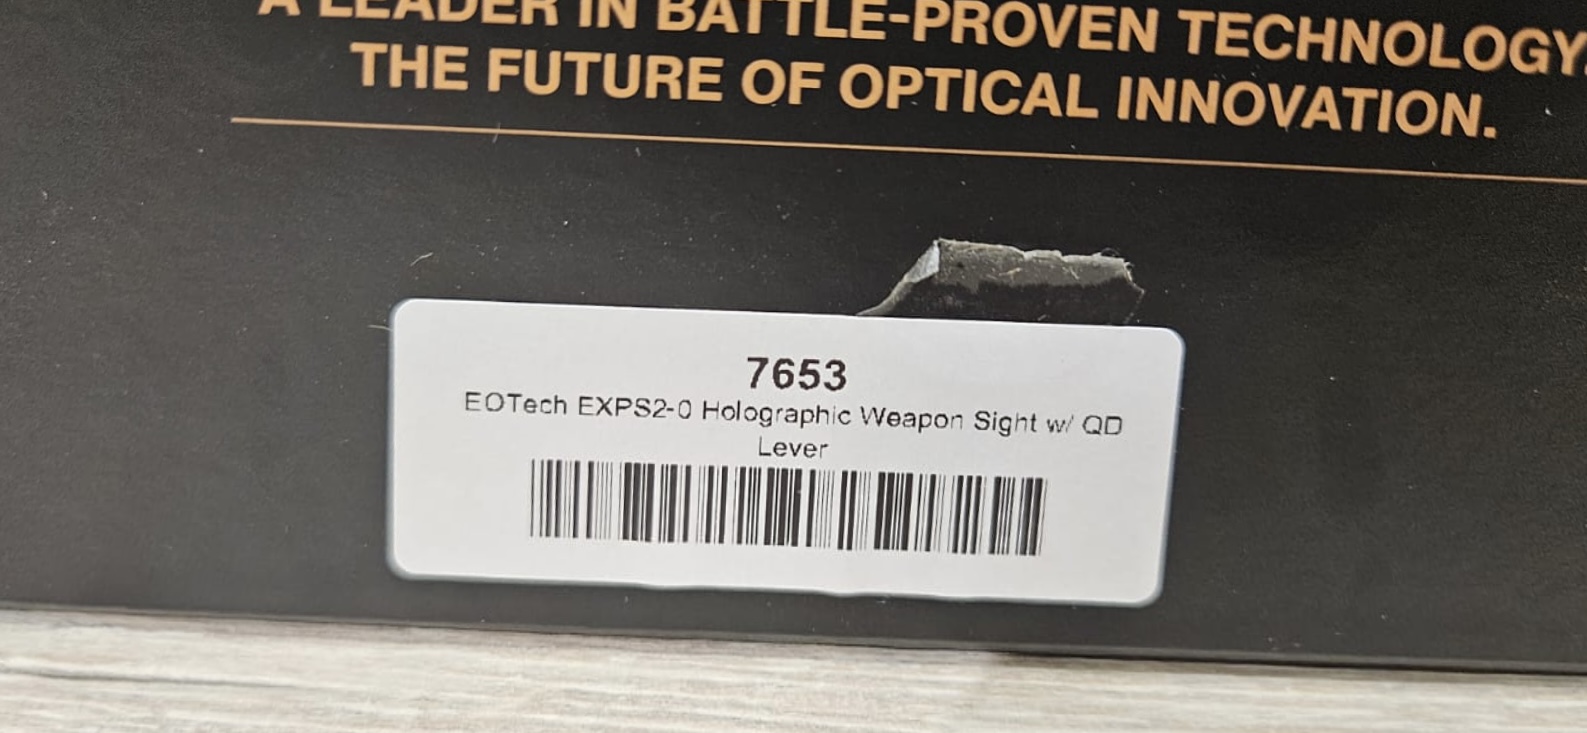 A LEADER IN BATTLE-PROVEN TECHNOLOGY.
THE FUTURE OF OPTICAL INNOVATION.
7653
EOTech EXPS2-0 Holographic Weapon Sight w/ QD
Lever